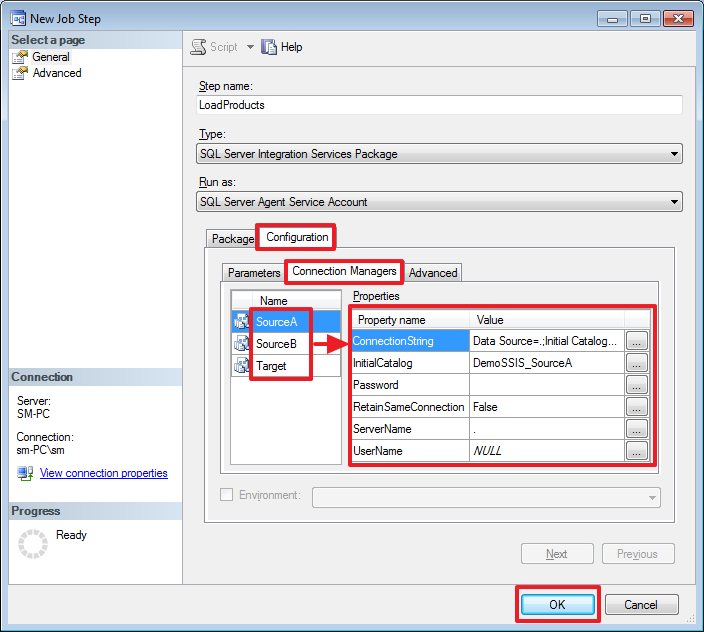 New Job Step
Select a page
General
Advanced
Script
Help
Step name:
LoadProducts
Type:
SQL Server Integration Services Package
Run as:
SQL Server Agent Service Account
Package
Configuration
Parameters
Connection Managers
Advanced
Name
SourceA
SourceB
Target
Properties
Property name Value
ConnectionString Data Source=.;Initial Catalog... ...
InitialCatalog DemoSSIS_SourceA ...
Password ...
RetainSameConnection False ...
ServerName . ...
UserName NULL ...
Environment:
Connection
Server:
SM-PC
Connection:
sm-PC\sm
View connection properties
Progress
Ready
Next
Previous
OK
Cancel